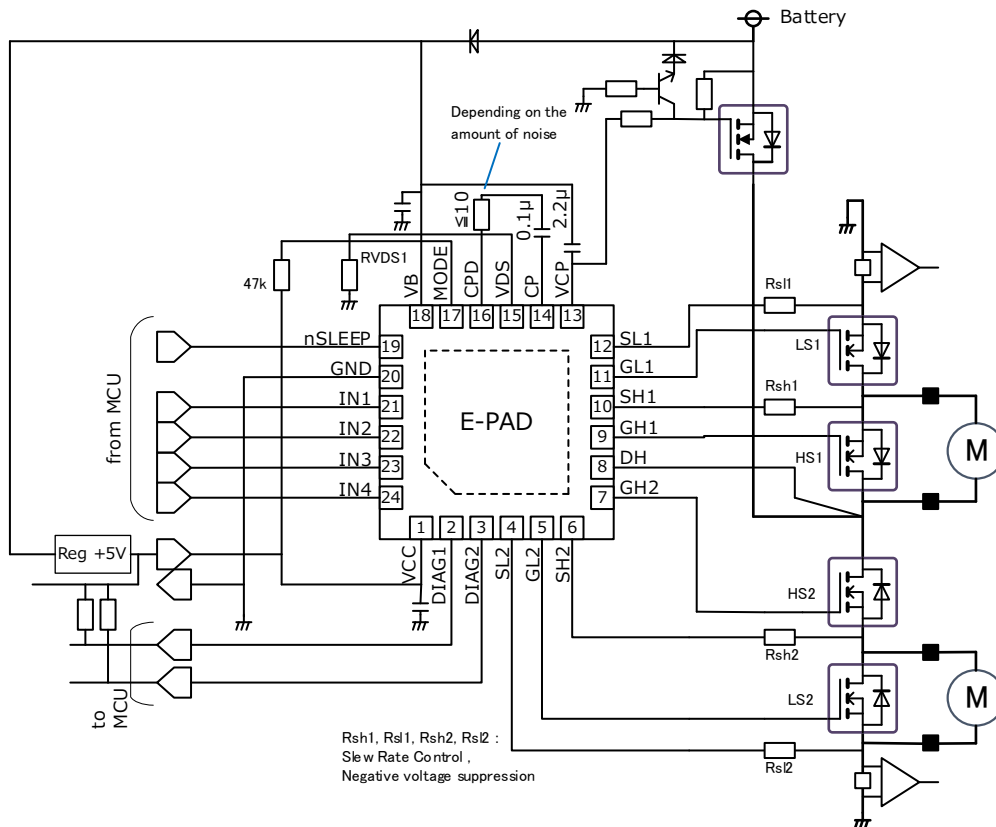 Battery
Depending on the
amount of noise
≦10
0.1μ
2.2μ
RVDS1
47k
VB
MODE
CPD
VDS
CP
VCP
18
17
16
15
14
13
Rsl1
LS1
Rsh1
HS1
M
from MCU
nSLEEP
19
GND
20
IN1
21
IN2
22
IN3
23
IN4
24
E-PAD
12
SL1
11
GL1
10
SH1
9
GH1
8
DH
7
GH2
1
2
3
4
5
6
VCC
DIAG1
DIAG2
SL2
GL2
SH2
Reg +5V
to
MCU
HS2
Rsh2
LS2
M
Rsl2
Rsh1, Rsl1, Rsh2, Rsl2 :
Slew Rate Control ,
Negative voltage suppression